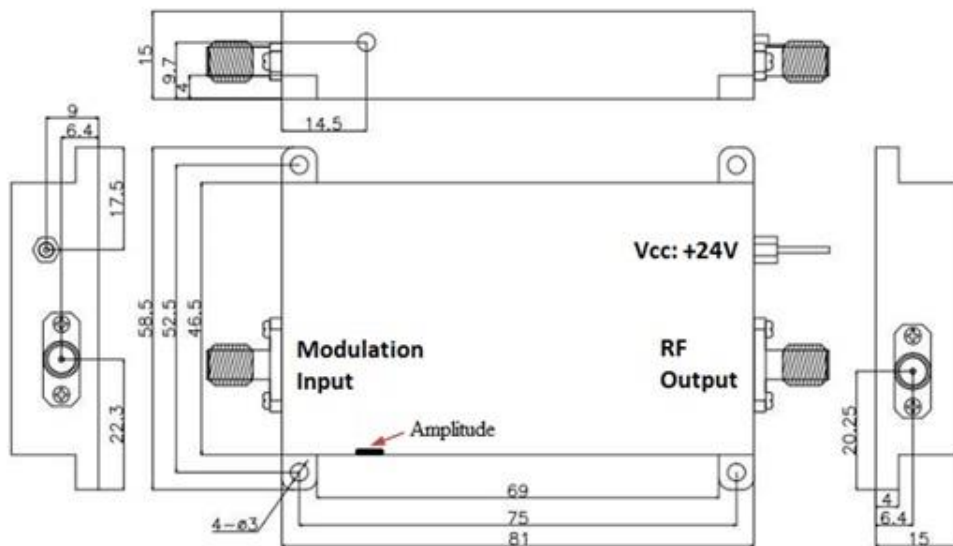 15
9.7
4
14.5
9
6.4
17.5
22.3
58.5
52.5
46.5
Vcc: +24V
Modulation
Input
RF
Output
Amplitude
4-ø3
69
75
81
20.25
4
6.4
15